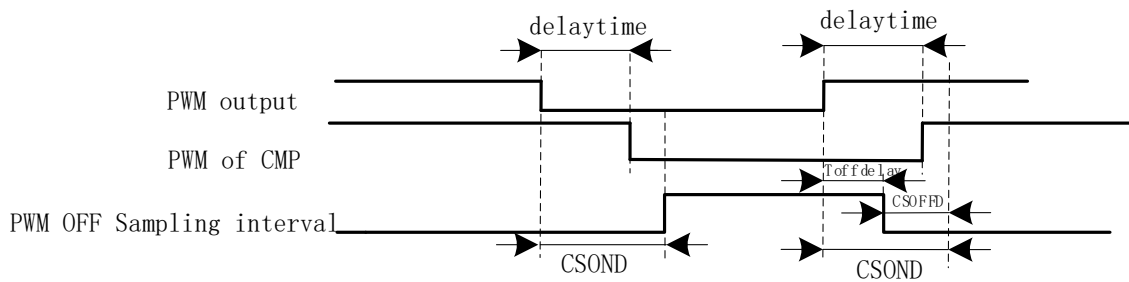 delaytime
delaytime
PWM output
PWM of CMP
Toffdelay
CSOFFD
PWM OFF Sampling interval
CSOND
CSOND